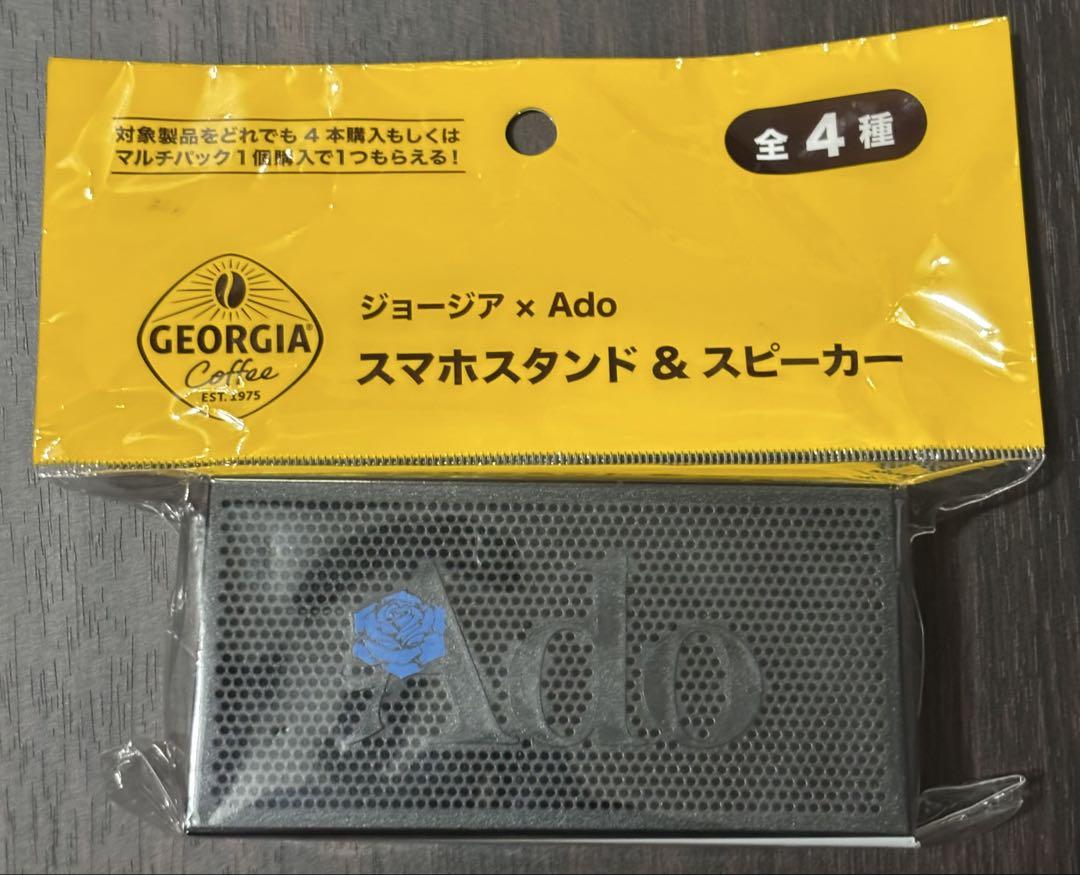 対象製品をどれでも4本購入もしくは
マルチパック1個購入で1つもらえる!
全4種
GEORGIA®
Coffee
EST. 1975
ジョージア × Ado
スマホスタンド & スピーカー
Ado